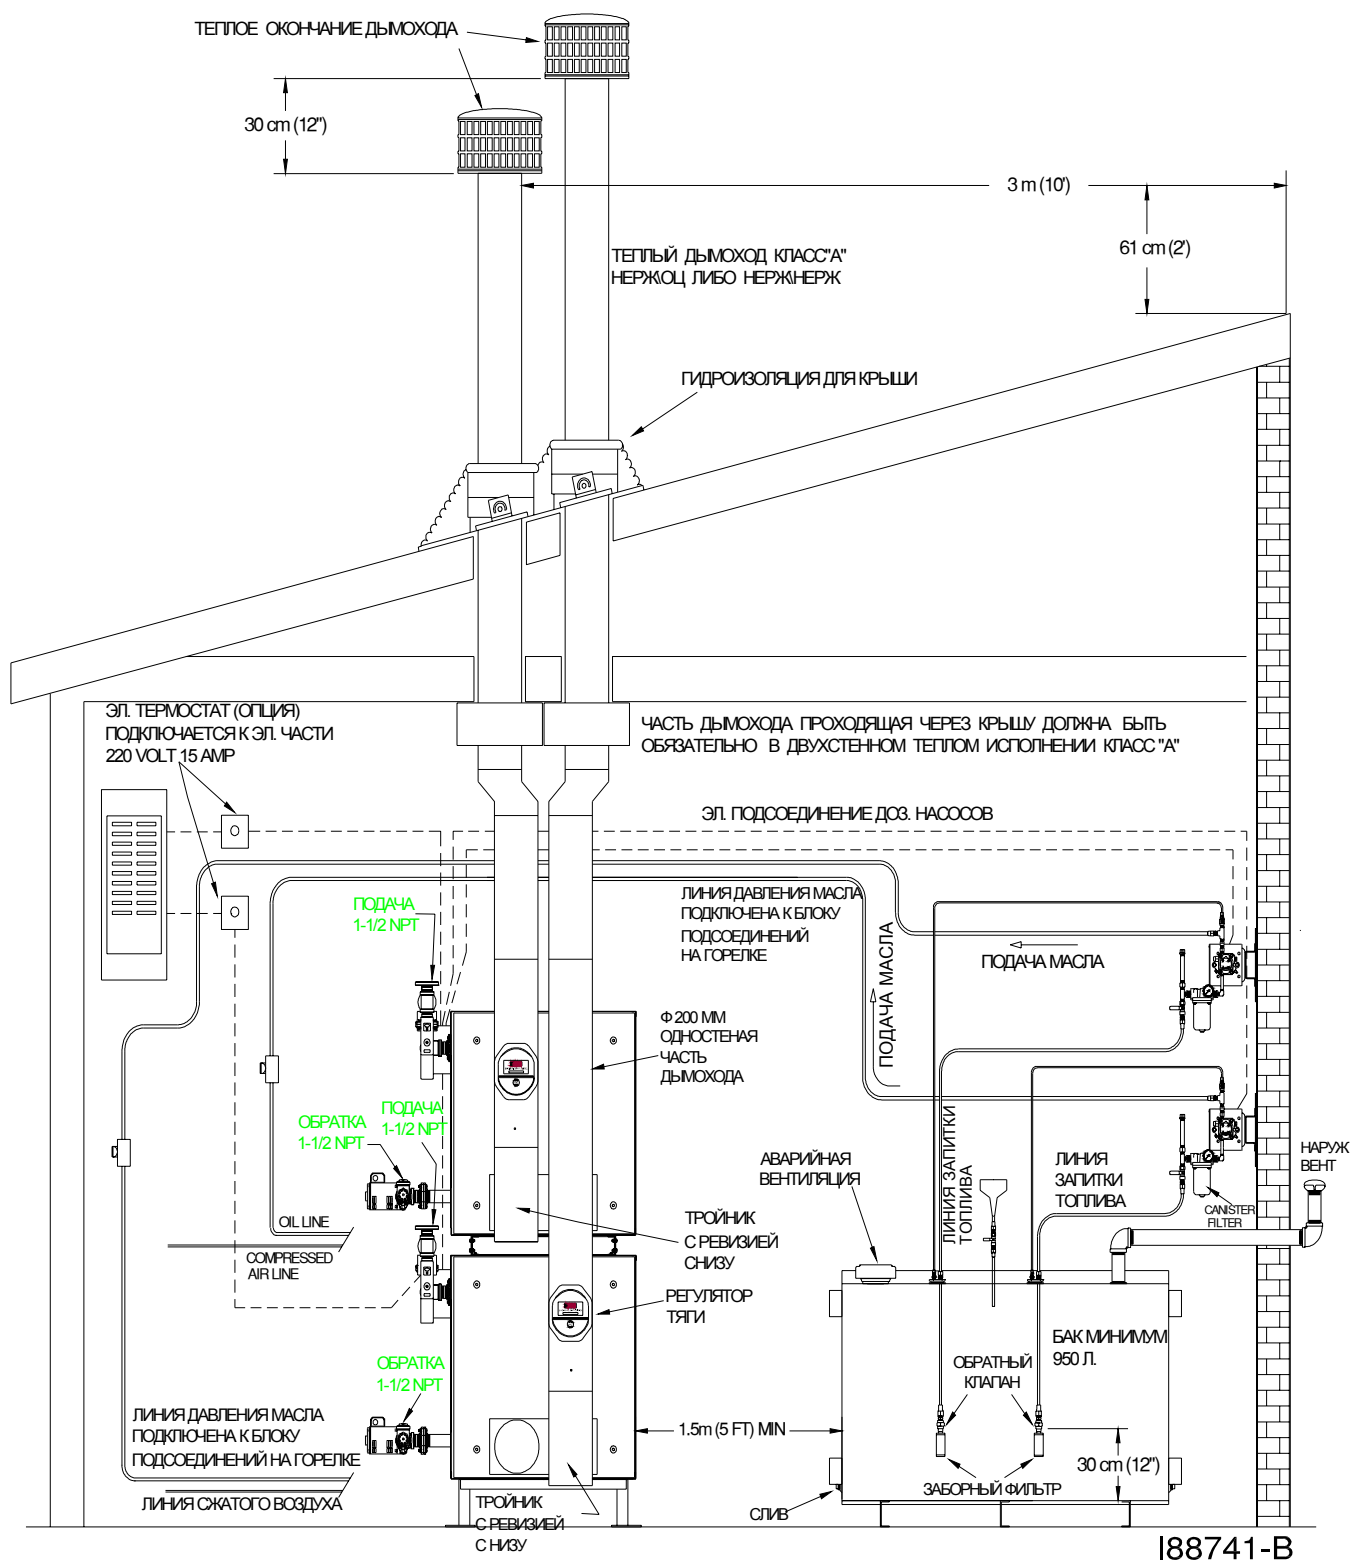 ТЕПЛОЕ ОКОНЧАНИЕ ДЫМОХОДА
30 cm (12")
3 m (10')
61 cm (2')
ТЕПЛЫЙ ДЫМОХОД КЛАСС"А"
НЕРЖ\ОЦ ЛИБО НЕРЖ\НЕРЖ
ГИДРОИЗОЛЯЦИЯ ДЛЯ КРЫШИ
ЭЛ. ТЕРМОСТАТ (ОПЦИЯ)
ПОДКЛЮЧАЕТСЯ К ЭЛ. ЧАСТИ
220 VOLT 15 AMP
ЧАСТЬ ДЫМОХОДА ПРОХОДЯЩАЯ ЧЕРЕЗ КРЫШУ ДОЛЖНА БЫТЬ
ОБЯЗАТЕЛЬНО В ДВУХСТЕННОМ ТЕПЛОМ ИСПОЛНЕНИИ КЛАСС "А"
ЭЛ. ПОДСОЕДИНЕНИЕ ДОЗ. НАСОСОВ
ПОДАЧА
1-1/2 NPT
ЛИНИЯ ДАВЛЕНИЯ МАСЛА
ПОДКЛЮЧЕНА К БЛОКУ
ПОДСОЕДИНЕНИЙ
НА ГОРЕЛКЕ
ПОДАЧА МАСЛА
ПОДАЧА МАСЛА
Ф 200 ММ
ОДНОСТЕНАЯ
ЧАСТЬ
ДЫМОХОДА
ПОДАЧА
1-1/2 NPT
ОБРАТКА
1-1/2 NPT
АВАРИЙНАЯ
ВЕНТИЛЯЦИЯ
ЛИНИЯ ЗАПИТКИ
ТОПЛИВА
ЛИНИЯ
ЗАПИТКИ
ТОПЛИВА
CANISTER
FILTER
НАРУЖ
ВЕНТ
OIL LINE
COMPRESSED
AIR LINE
ТРОЙНИК
С РЕВИЗИЕЙ
СНИЗУ
РЕГУЛЯТОР
ТЯГИ
БАК МИНИМУМ
950 Л.
ОБРАТНЫЙ
КЛАПАН
ОБРАТКА
1-1/2 NPT
ЛИНИЯ ДАВЛЕНИЯ МАСЛА
ПОДКЛЮЧЕНА К БЛОКУ
ПОДСОЕДИНЕНИЙ НА ГОРЕЛКЕ
1.5m (5 FT) MIN
30 cm (12")
ЗАБОРНЫЙ ФИЛЬТР
ЛИНИЯ СЖАТОГО ВОЗДУХА
ТРОЙНИК
С РЕВИЗИЕЙ
С НИЗУ
СЛИВ
I88741-B